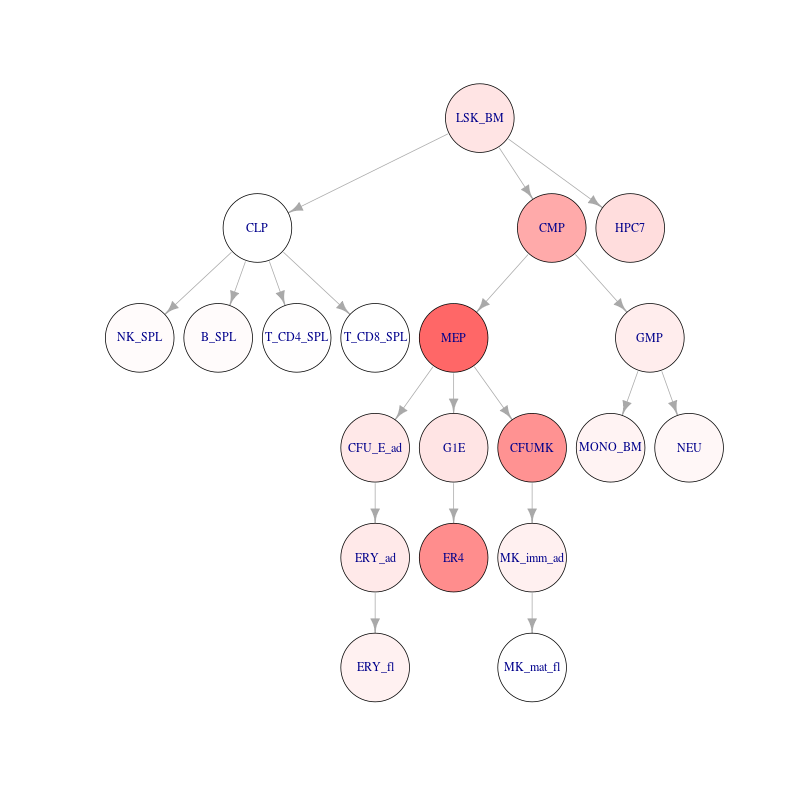 LSK_BM
CLP
CMP
HPC7
NK_SPL
B_SPL
T_CD4_SPL
T_CD8_SPL
MEP
GMP
CFU_E_ad
G1E
CFUMK
MONO_BM
NEU
ERY_ad
ER4
MK_imm_ad
ERY_fl
MK_mat_fl